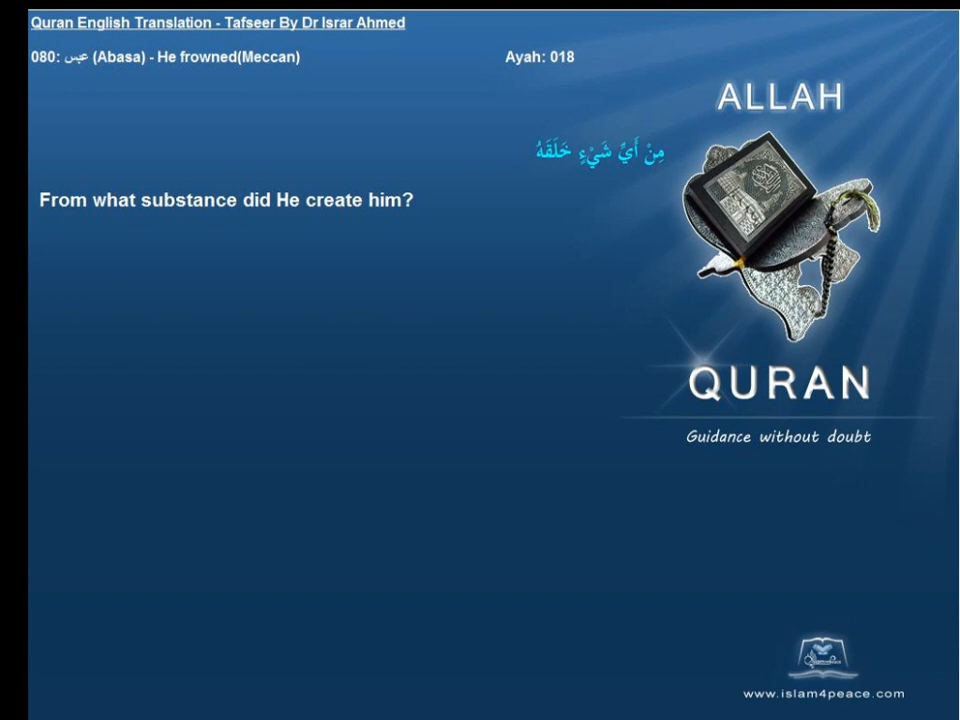 Quran English Translation - Tafseer By Dr Israr Ahmed
080: عبس (Abasa) - He frowned(Meccan) Ayah: 018
ALLAH
مِنْ أَيِّ شَيْءٍ خَلَقَهُ
From what substance did He create him?
QURAN
Guidance without doubt
www.islam4peace.com